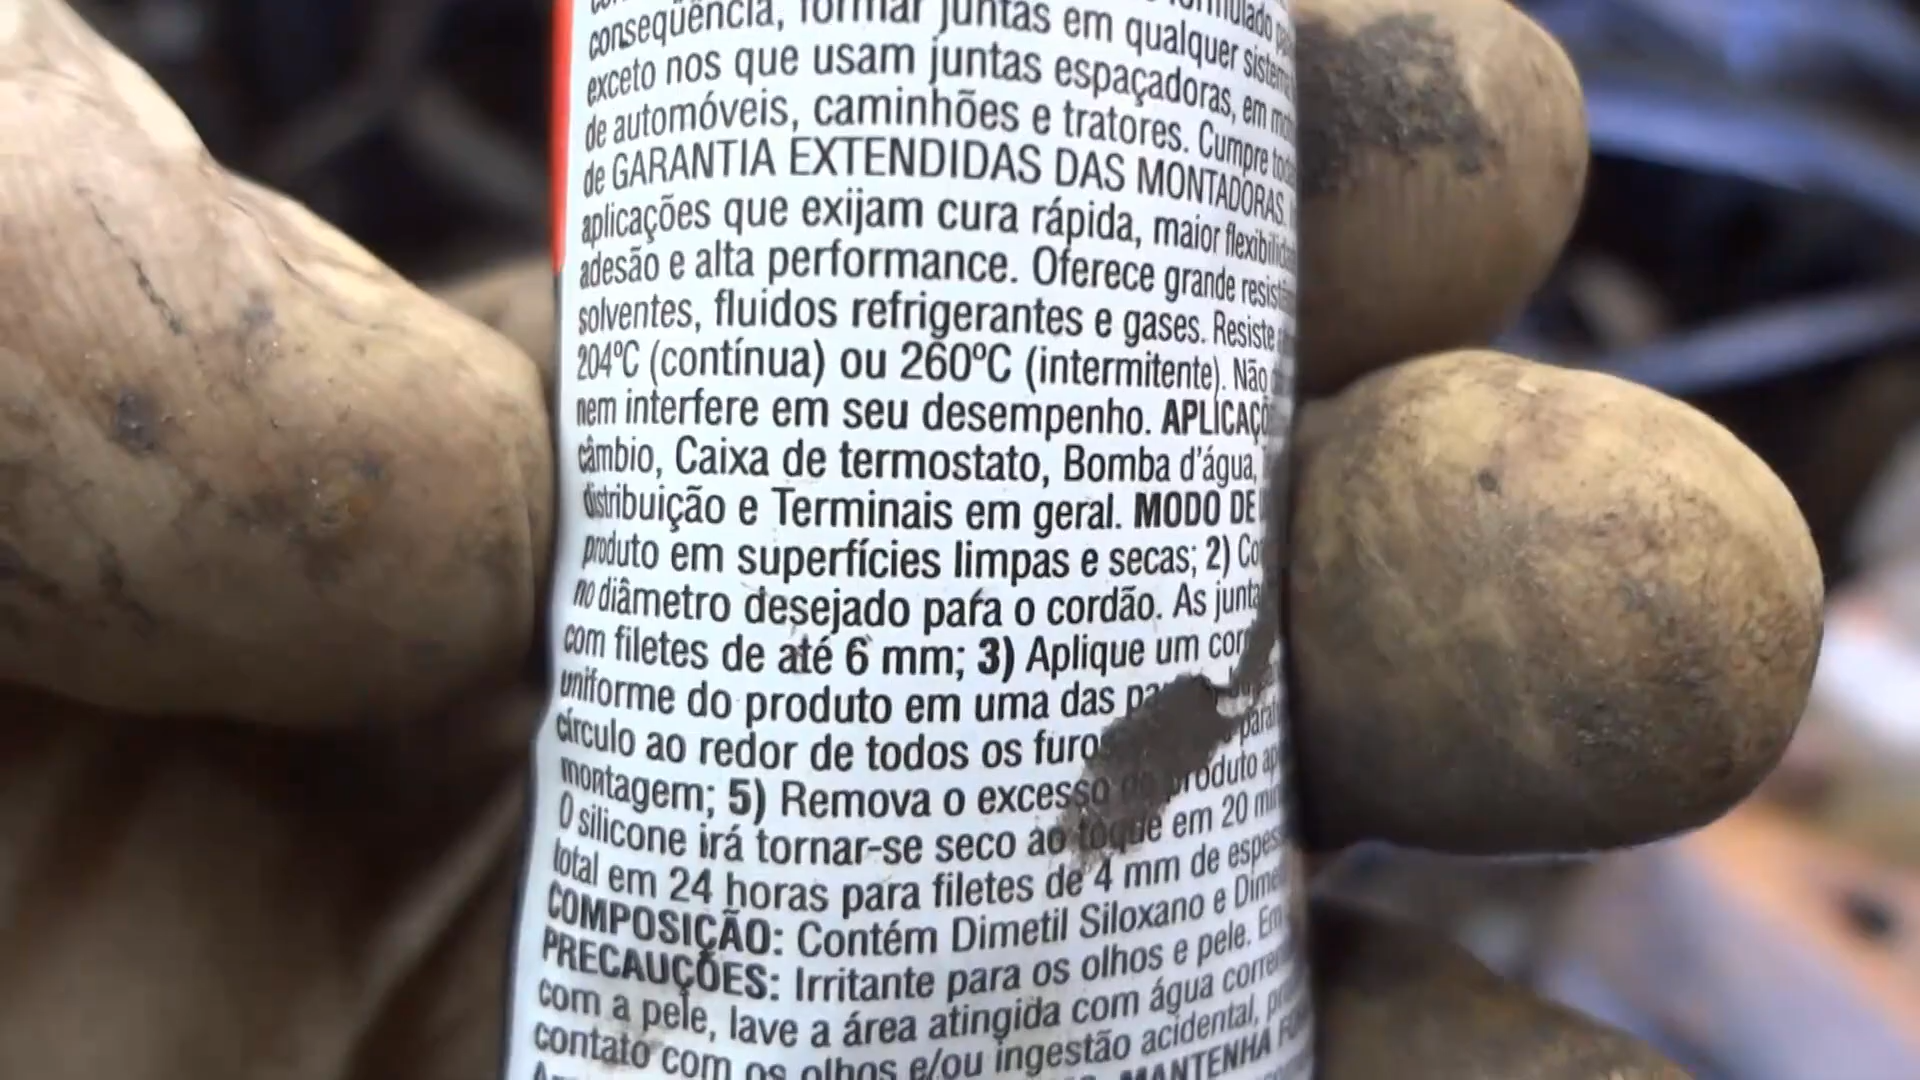 conseqüência, formar juntas em qualquer sistema
exceto nos que usam juntas espaçadoras, em
de automóveis, caminhões e tratores. Cumpre
de GARANTIA EXTENDIDAS DAS MONTADORAS.
aplicações que exijam cura rápida, maior
adesão e alta performance. Oferece grande
solventes, fluidos refrigerantes e gases. Resiste
204ºC (contínua) ou 260ºC (intermitente). Não
nem interfere em seu desempenho.
câmbio, Caixa de termostato, Bomba d'água,
distribuição e Terminais em geral. MODO DE
produto em superfícies limpas e secas; 2)
no diâmetro desejado para o cordão. As
com filetes de até 6 mm; 3) Aplique um
uniforme do produto em uma das
círculo ao redor de todos os
montagem; 5) Remova o excesso produto
O silicone irá tornar-se seco ao toque em 20
total em 24 horas para filetes de 4 mm de
COMPOSIÇÃO: Contém Dimetil Siloxano e
PRECAUÇÕES: Irritante para os olhos e pele. Em
com a pele, lave a área atingida com água
contato com os olhos e/ou ingestão acidental,
MANTENHA